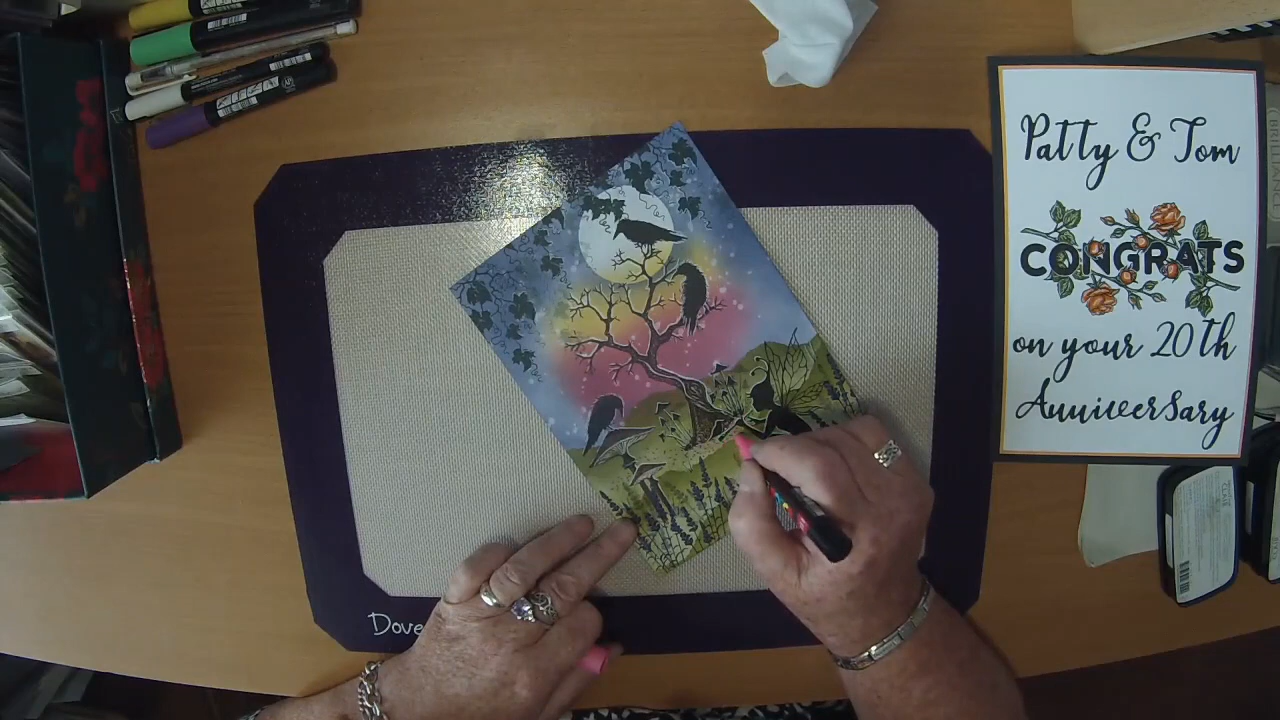 Patty & Tom
CONGRATS
on your 20th
Anniversary
Dove